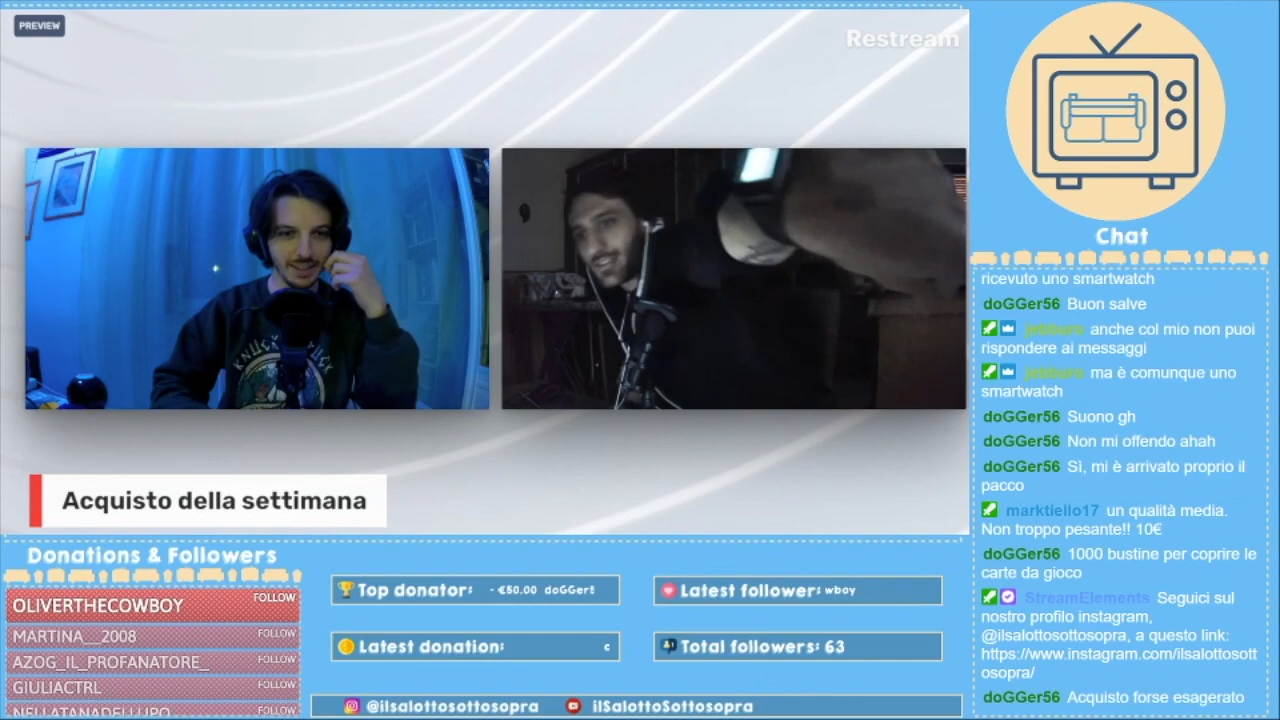 PREVIEW
Restream
Acquisto della settimana
Chat
ricevuto uno smartwatch
doGGer56 Buon salve
anche col mio non puoi
rispondere ai messaggi
ma è comunque uno
smartwatch
doGGer56 Suono gh
doGGer56 Non mi offendo ahah
doGGer56 Sì, mi è arrivato proprio il
pacco
marktiello17 un qualità media.
Non troppo pesante!! 10€
doGGer56 1000 bustine per coprire le
carte da gioco
StreamElements Seguici sul
nostro profilo instagram,
@ilsalottosottosopra, a questo link:
https://www.instagram.com/ilsalottosott
osopra/
doGGer56 Acquisto forse esagerato
Donations & Followers
OLIVERTHECOWBOY FOLLOW
MARTINA__2008 FOLLOW
AZOG_IL_PROFANATORE_ FOLLOW
GIULIACTRL FOLLOW
NELLATANADELLUPO FOLLOW
Top donator: - €50.00 doGGer!
Latest follower: wboy
Latest donation: c
Total followers: 63
@ilsalottosottosopra
ilSalottoSottosopra